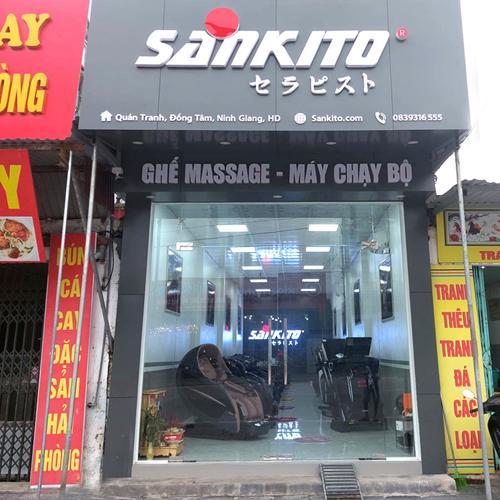 SANKITO ®
セラピスト
Quán Tranh, Đồng Tâm, Ninh Giang, HD
Sankito.com
0839316555
GHẾ MASSAGE - MÁY CHẠY BỘ
SANKITO
セラピスト
AY
ÒNG
Y
BÚN
CÁ
CAY
ĐẶC
SẢN
HẢI
PHÒNG
TRA
TRANH
THÊU
TRANH
ĐÁ
CÁC
LOẠI